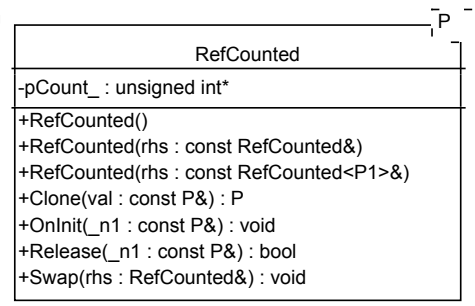 P
RefCounted
-pCount_ : unsigned int*
+RefCounted()
+RefCounted(rhs : const RefCounted&)
+RefCounted(rhs : const RefCounted<P1>&)
+Clone(val : const P&) : P
+OnInit(_n1 : const P&) : void
+Release(_n1 : const P&) : bool
+Swap(rhs : RefCounted&) : void